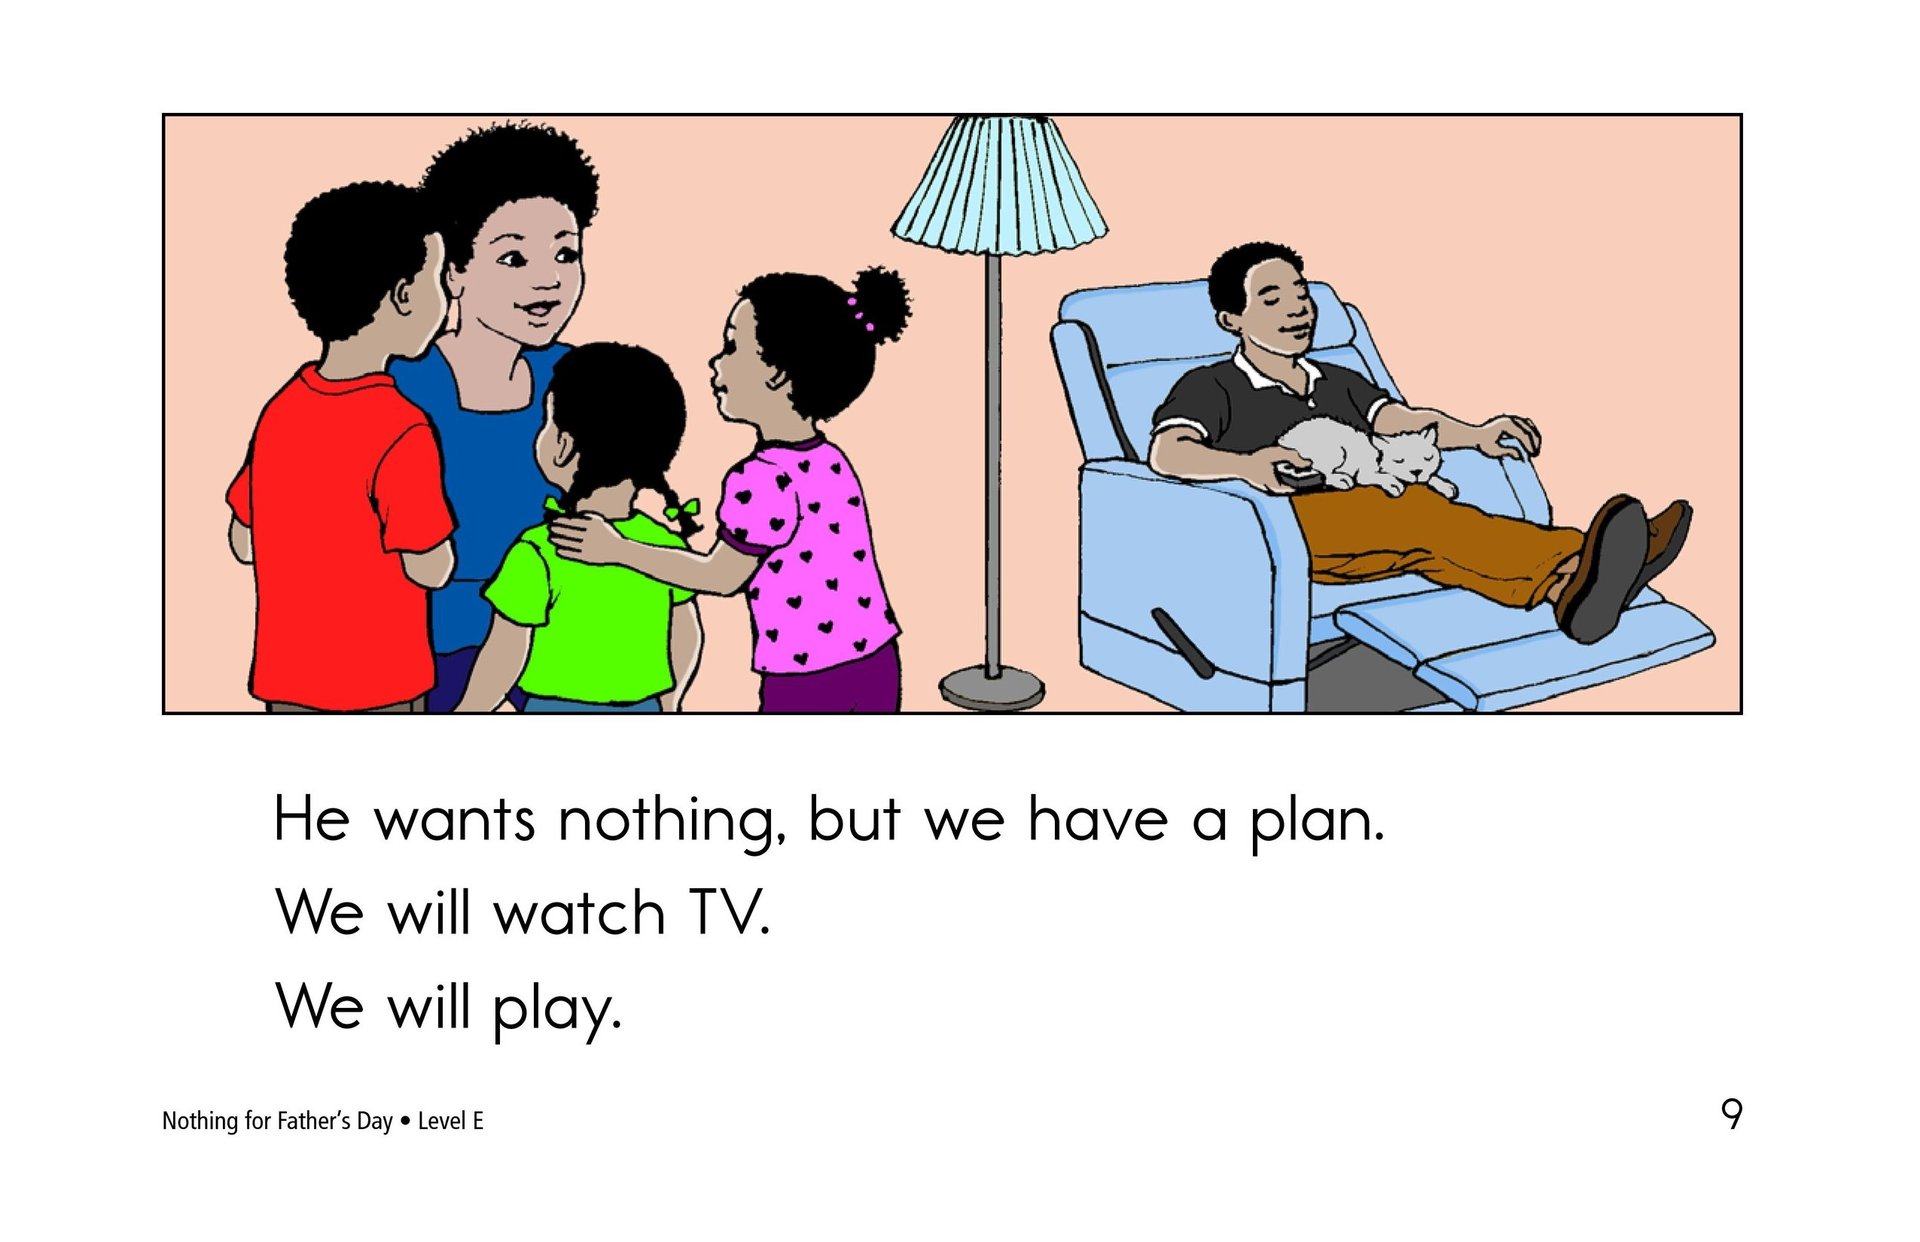 He wants nothing, but we have a plan.
We will watch TV.
We will play.
Nothing for Father's Day • Level E
9